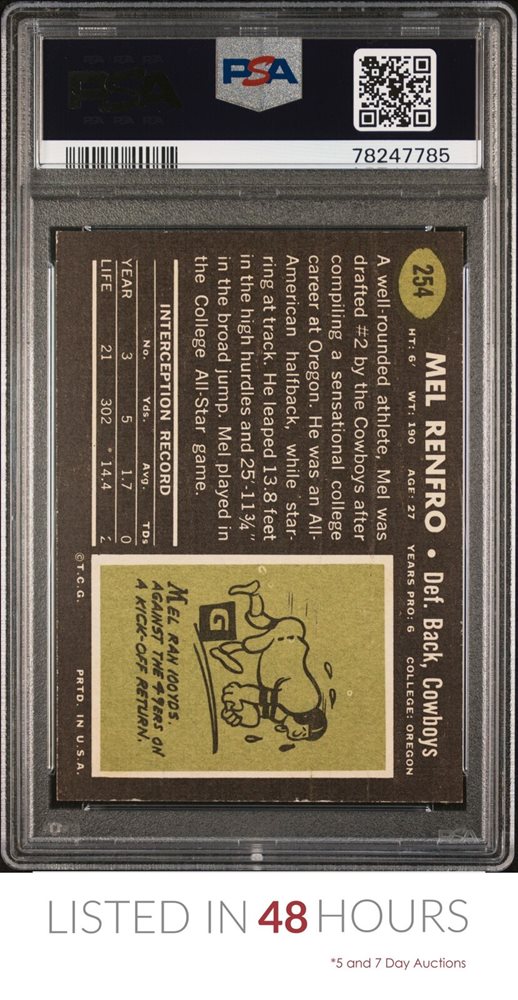 PSA
PSA
78247785
254
MEL RENFRO • Def. Back, Cowboys
HT: 6' WT: 190 AGE: 27 YEARS PRO: 6 COLLEGE: OREGON
A well-rounded athlete, Mel was
drafted #2 by the Cowboys after
compiling a sensational college
career at Oregon. He was an All-
American halfback, while star-
ring at track. He leaped 13.8 feet
in the high hurdles and 25'·11¾"
in the broad jump. Mel played in
the College All-Star game.
INTERCEPTION RECORD
No. Yds. Avg. TDs
YEAR 3 5 1.7 0
LIFE 21 302 14.4 2
G
MEL RAN 100 YDS.
AGAINST THE 49ERS ON
A KICK-OFF RETURN.
©T.C.G. PRTD. IN U.S.A.
PSA
LISTED IN 48 HOURS
*5 and 7 Day Auctions